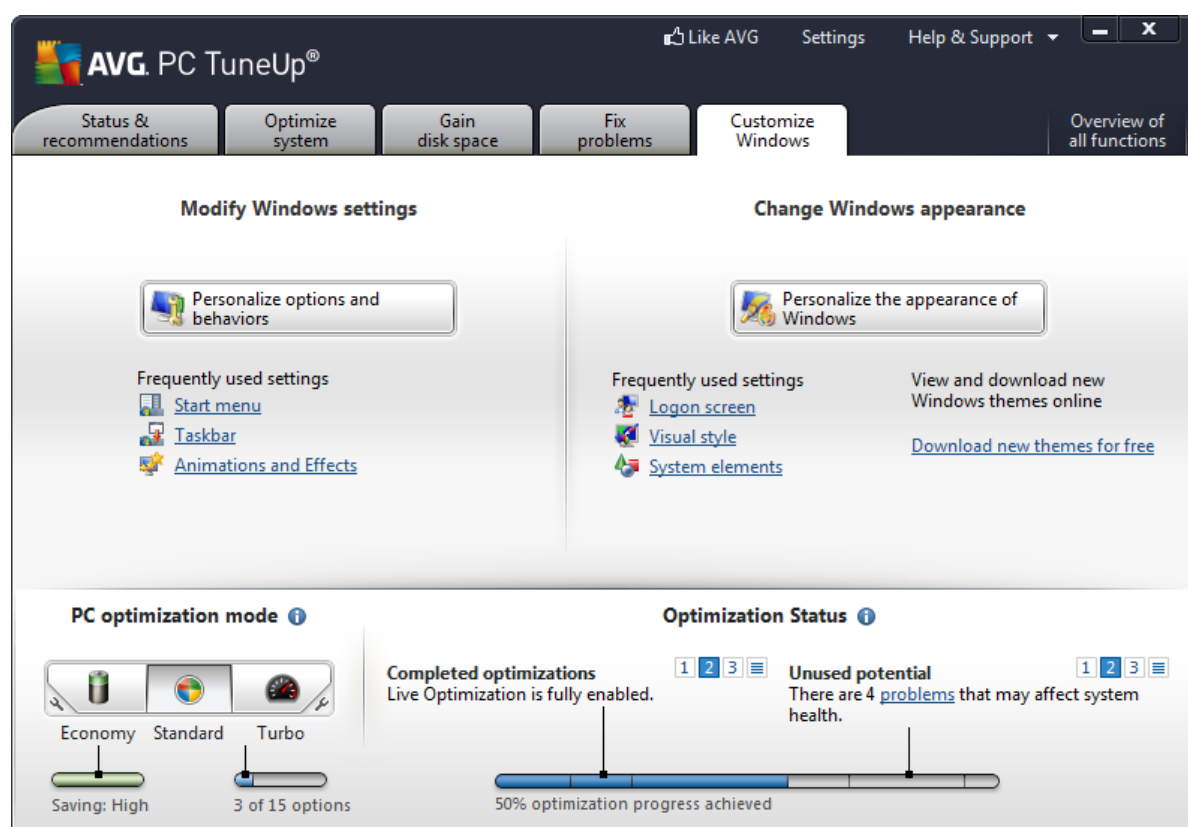 Like AVG Settings Help & Support
AVG. PC TuneUp®
Status &
recommendations
Optimize
system
Gain
disk space
Fix
problems
Customize
Windows
Overview of
all functions
Modify Windows settings
Personalize options and
behaviors
Frequently used settings
Start menu
Taskbar
Animations and Effects
Change Windows appearance
Personalize the appearance of
Windows
Frequently used settings
Logon screen
Visual style
System elements
View and download new
Windows themes online
Download new themes for free
PC optimization mode
Economy Standard Turbo
Saving: High
3 of 15 options
Optimization Status
Completed optimizations
1 2 3
Live Optimization is fully enabled.
Unused potential
1 2 3
There are 4 problems that may affect system
health.
50% optimization progress achieved